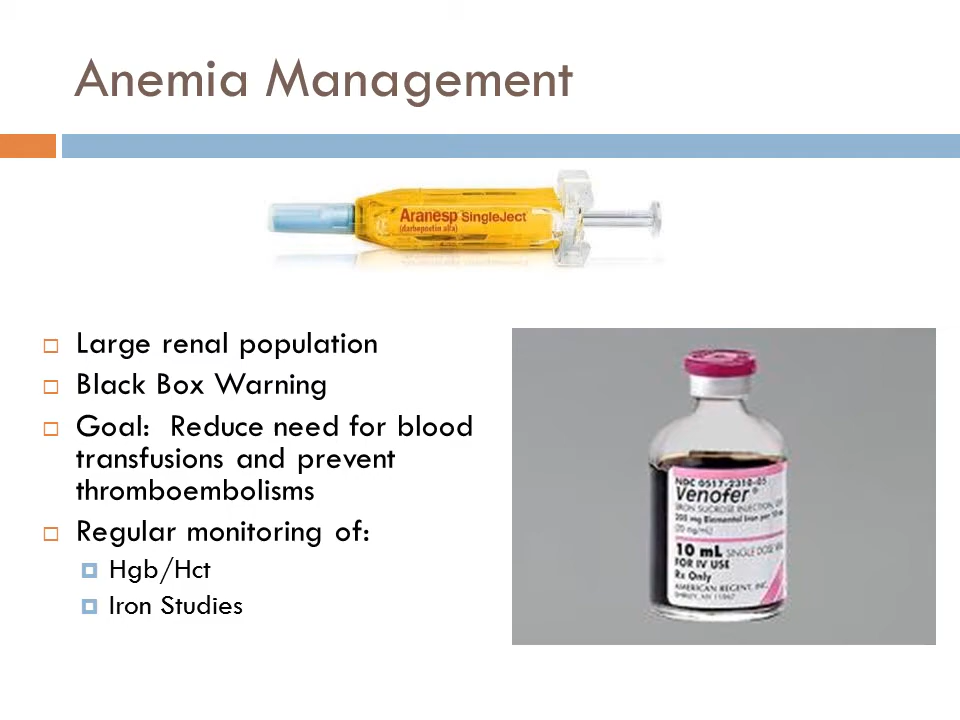 Anemia Management
Aranesp SingleJect
(darbepoetin alfa)
Large renal population
Black Box Warning
Goal:  Reduce need for blood
transfusions and prevent
thromboembolisms
Regular monitoring of:
Hgb/Hct
Iron Studies
NDC 0517-2310-05
Venofer®
IRON SUCROSE INJECTION,
200 mg Elemental Iron per 10 mL
(20 mg/mL)
10 mL SINGLE DOSE VIAL
FOR IV USE
Rx Only
AMERICAN REGENT, INC.
SHIRLEY, NY 11967